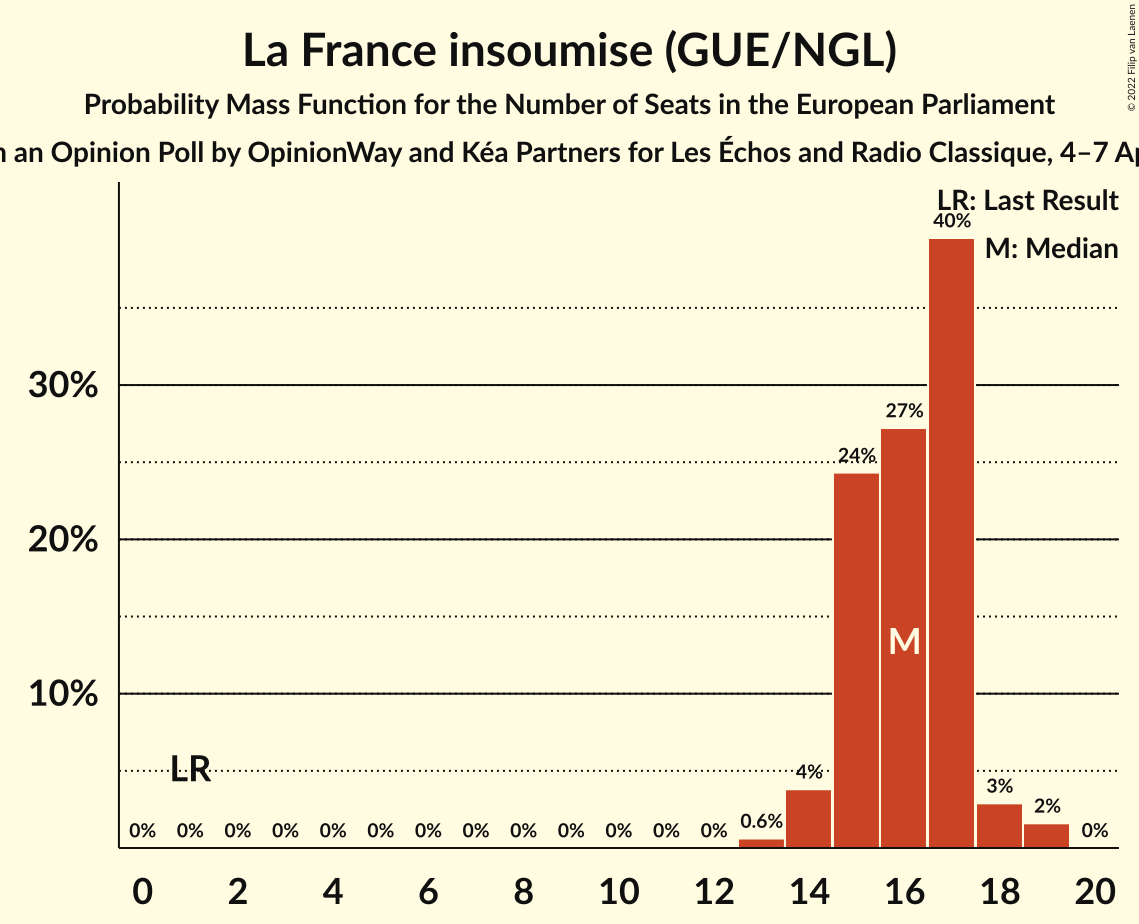 La France insoumise (GUE/NGL)
Probability Mass Function for the Number of Seats in the European Parliament
an Opinion Poll by OpinionWay and Kéa Partners for Les Échos and Radio Classique, 4–7
© 2022 Filip van Laenen
LR: Last Result
M: Median
40%
30%
27%
24%
20%
M
10%
LR
0% 0% 0% 0% 0% 0% 0% 0% 0% 0% 0% 0% 0% 0.6% 4% 3% 2% 0%
0 2 4 6 8 10 12 14 16 18 20